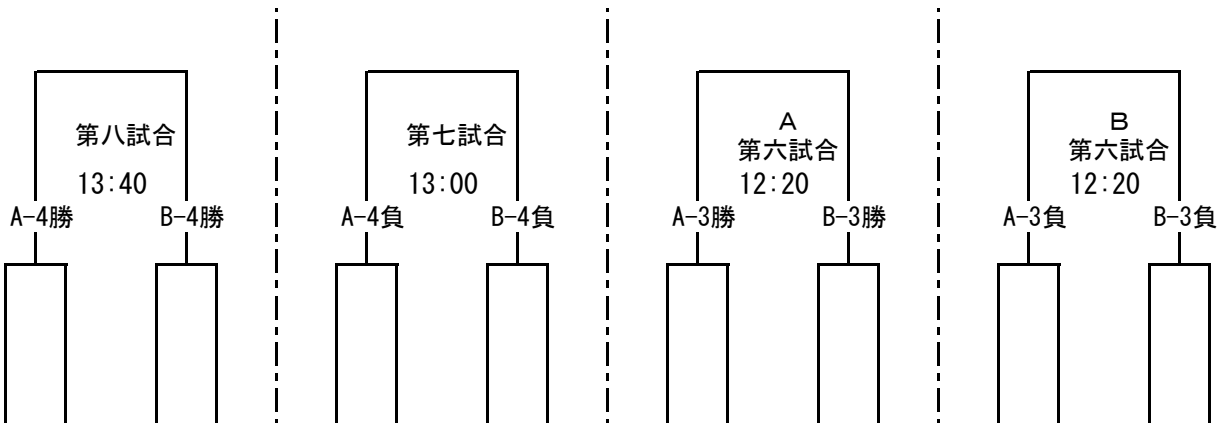 第八試合
13:40
A-4勝
B-4勝
第七試合
13:00
A-4負
B-4負
A
第六試合
12:20
A-3勝
B-3勝
B
第六試合
12:20
A-3負
B-3負